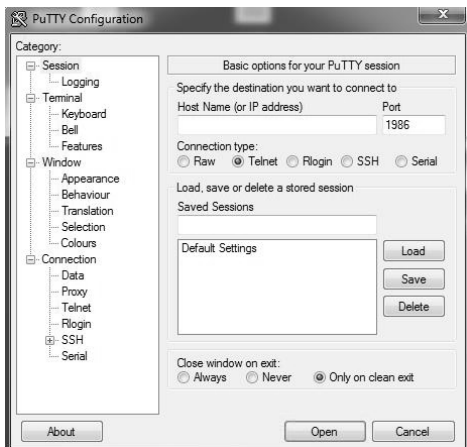 PuTTY Configuration
Category:
Session
Logging
Terminal
Keyboard
Bell
Features
Window
Appearance
Behaviour
Translation
Selection
Colours
Connection
Data
Proxy
Telnet
Rlogin
SSH
Serial
Basic options for your PuTTY session
Specify the destination you want to connect to
Host Name (or IP address) Port
1986
Connection type:
Raw Telnet Rlogin SSH Serial
Load, save or delete a stored session
Saved Sessions
Default Settings
Load
Save
Delete
Close window on exit:
Always Never Only on clean exit
About Open Cancel